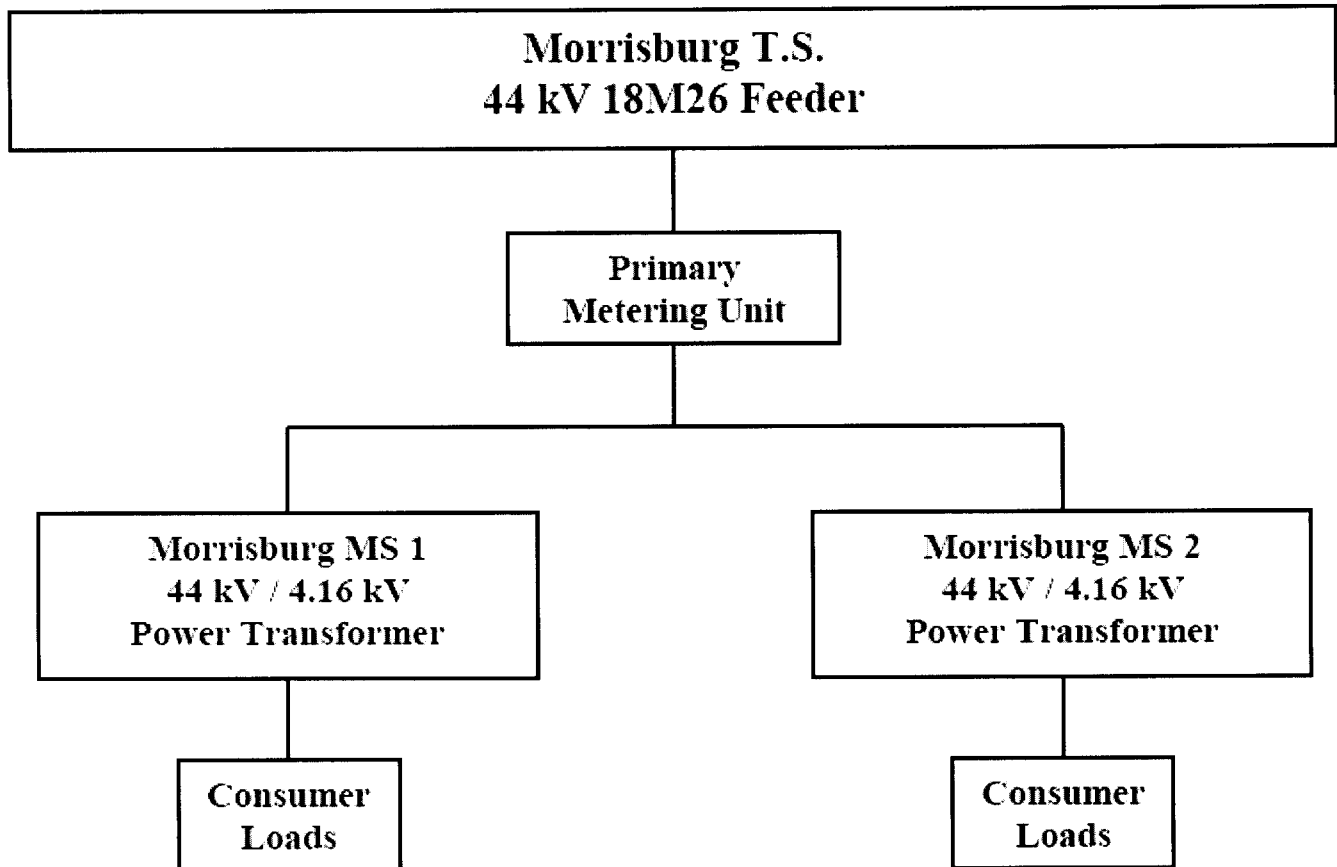 Morrisburg T.S.
44 kV 18M26 Feeder
Primary
Metering Unit
Morrisburg MS 1
44 kV / 4.16 kV
Power Transformer
Morrisburg MS 2
44 kV / 4.16 kV
Power Transformer
Consumer
Loads
Consumer
Loads